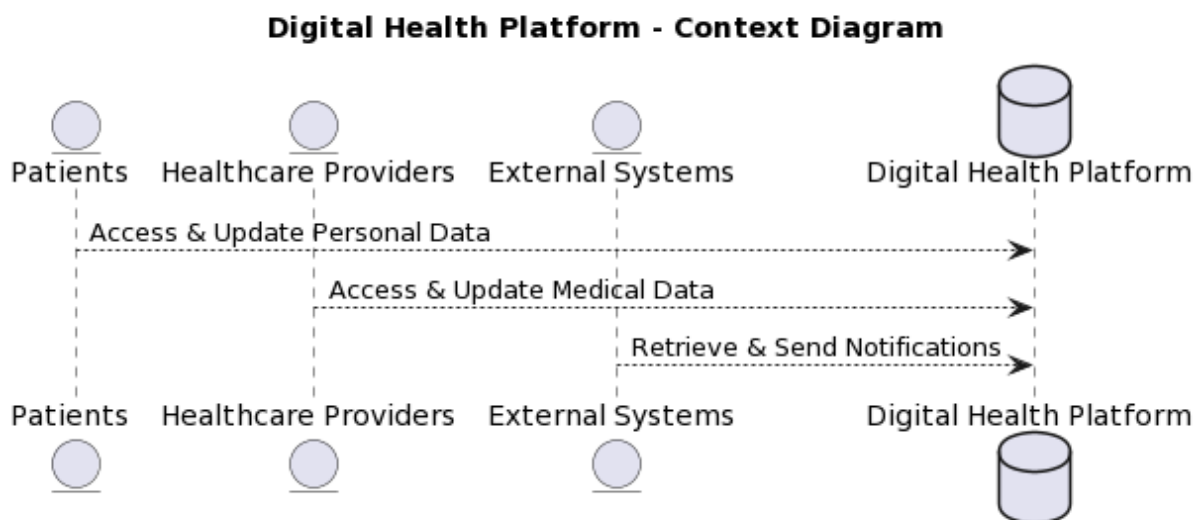 Digital Health Platform - Context Diagram
Patients Healthcare Providers External Systems Digital Health Platform
Access & Update Personal Data
Access & Update Medical Data
Retrieve & Send Notifications
Patients Healthcare Providers External Systems Digital Health Platform